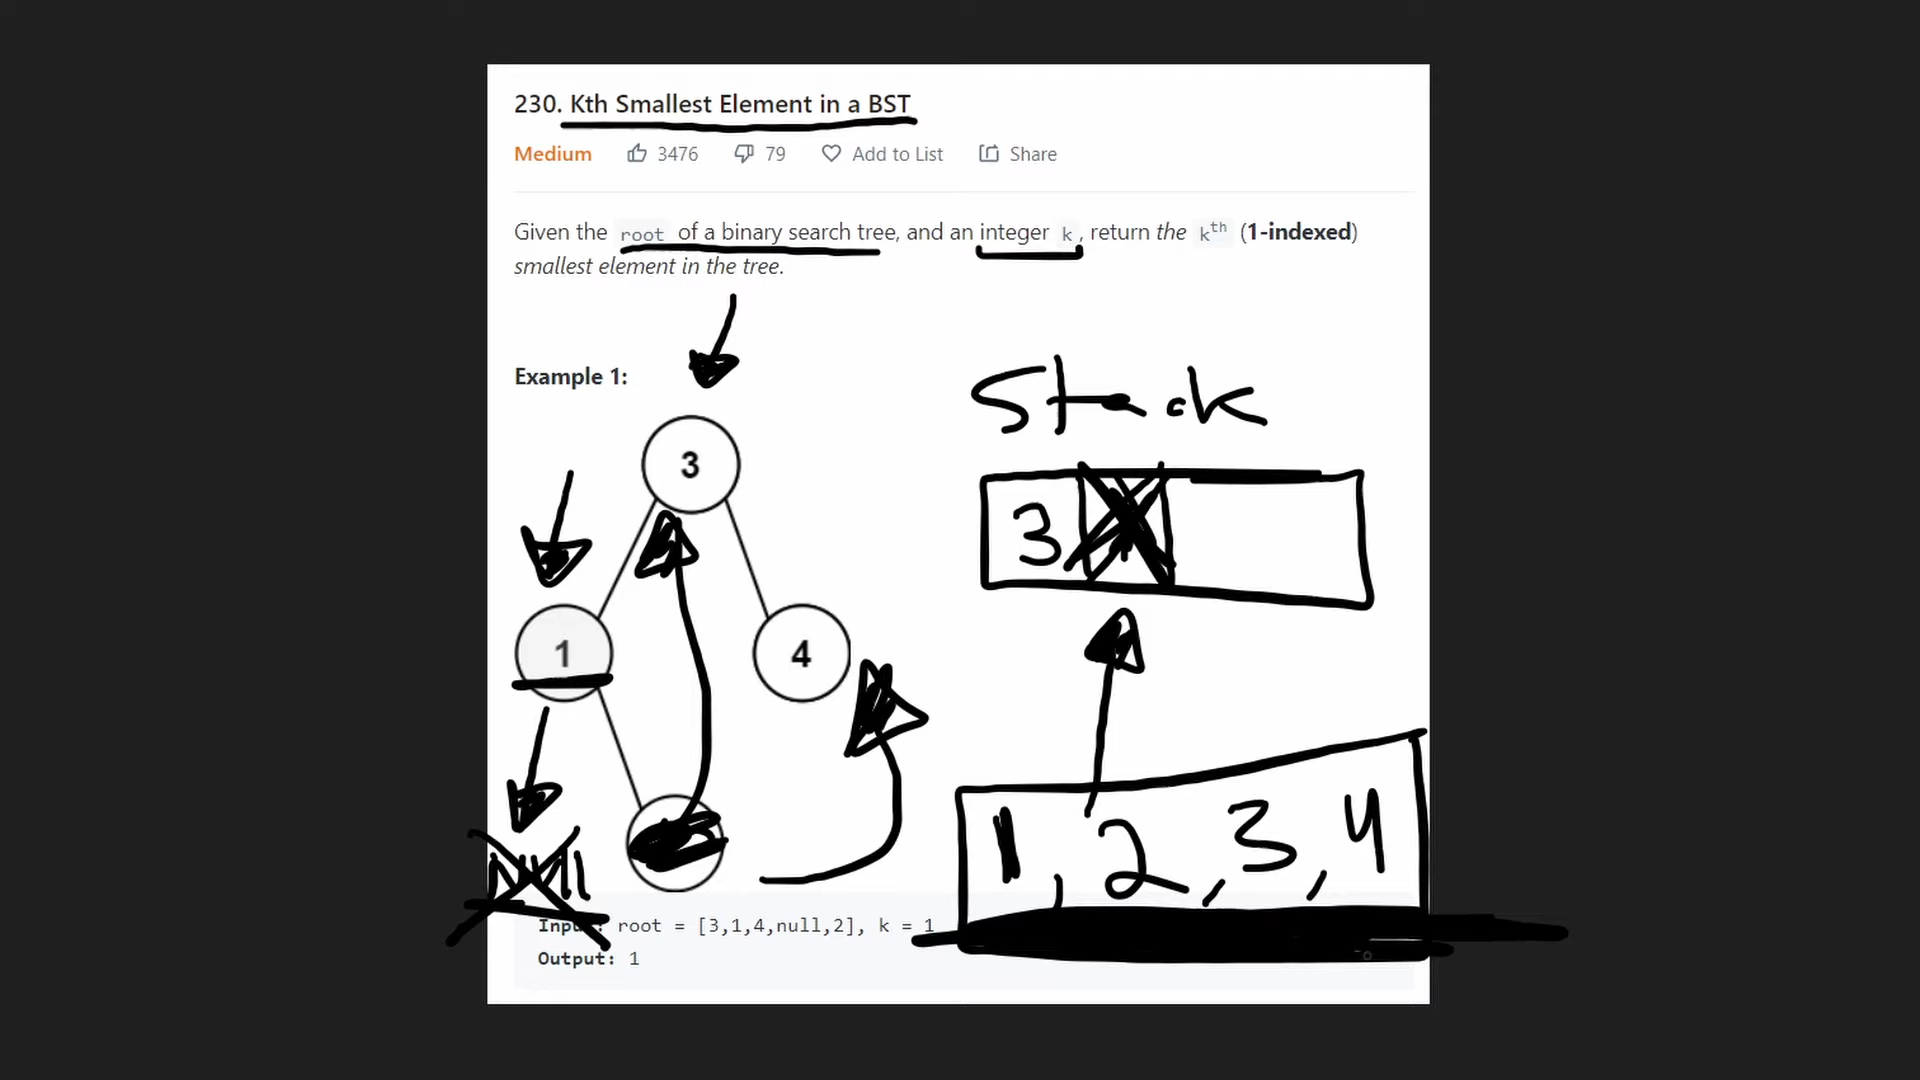 230. Kth Smallest Element in a BST
Medium 3476 79 Add to List Share
Given the root of a binary search tree, and an integer k, return the kth (1-indexed)
smallest element in the tree.
Example 1:
Stack
3
3
1
4
1, 2, 3, 4
Input: root = [3,1,4,null,2], k = 1
Output: 1